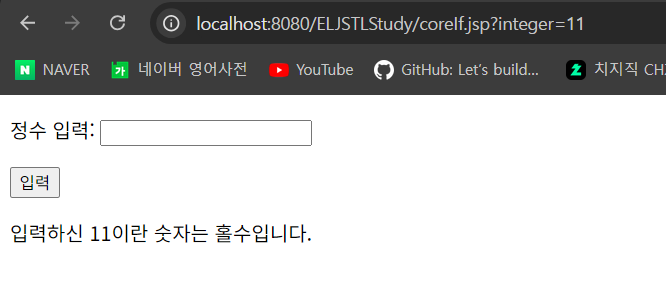 localhost:8080/ELJSTLStudy/coreIf.jsp?integer=11
N NAVER 가 네이버 영어사전 YouTube GitHub: Let's build... 치지직 CHZ
정수 입력:
입력
입력하신 11이란 숫자는 홀수입니다.